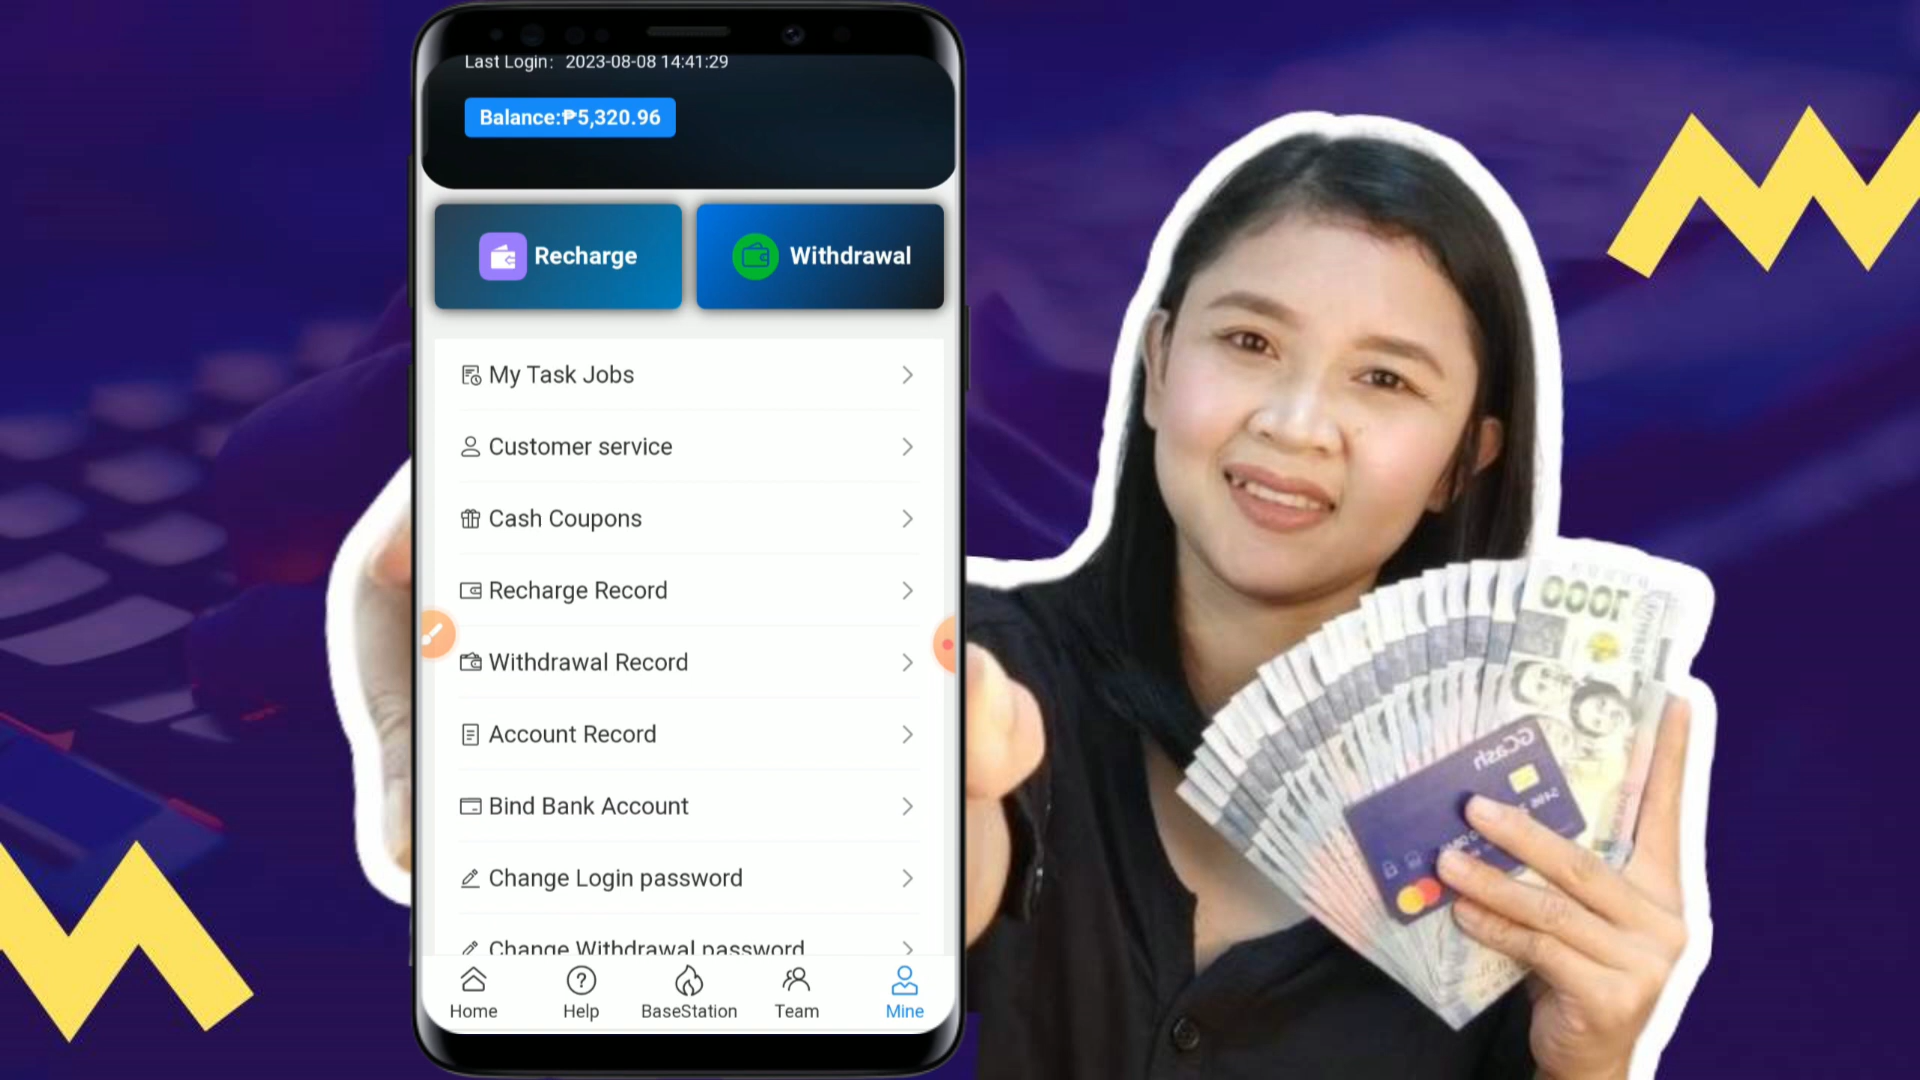 Last Login: 2023-08-08 14:41:29
Balance:₱5,320.96
Recharge
Withdrawal
My Task Jobs
Customer service
Cash Coupons
Recharge Record
Withdrawal Record
Account Record
Bind Bank Account
Change Login password
Change Withdrawal password
Home
Help
BaseStation
Team
Mine
1000
GCash